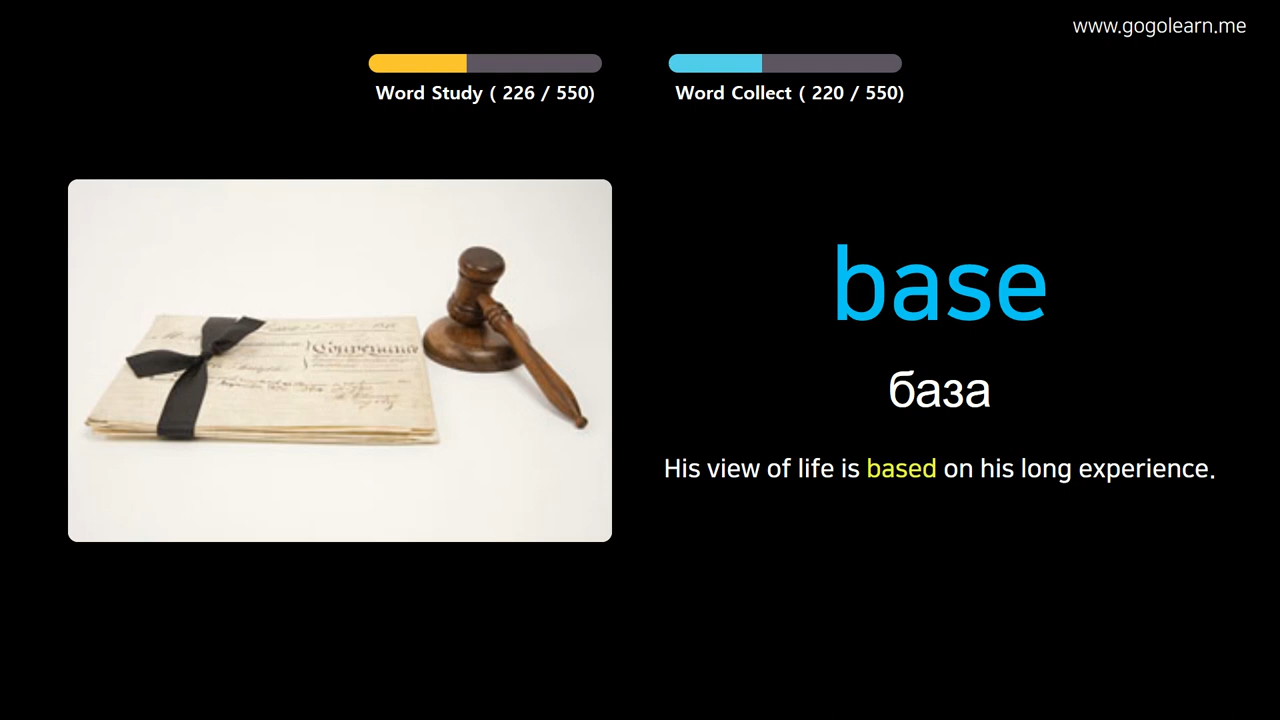 www.gogolearn.me
Word Study ( 226 / 550)
Word Collect ( 220 / 550)
base
база
His view of life is based on his long experience.